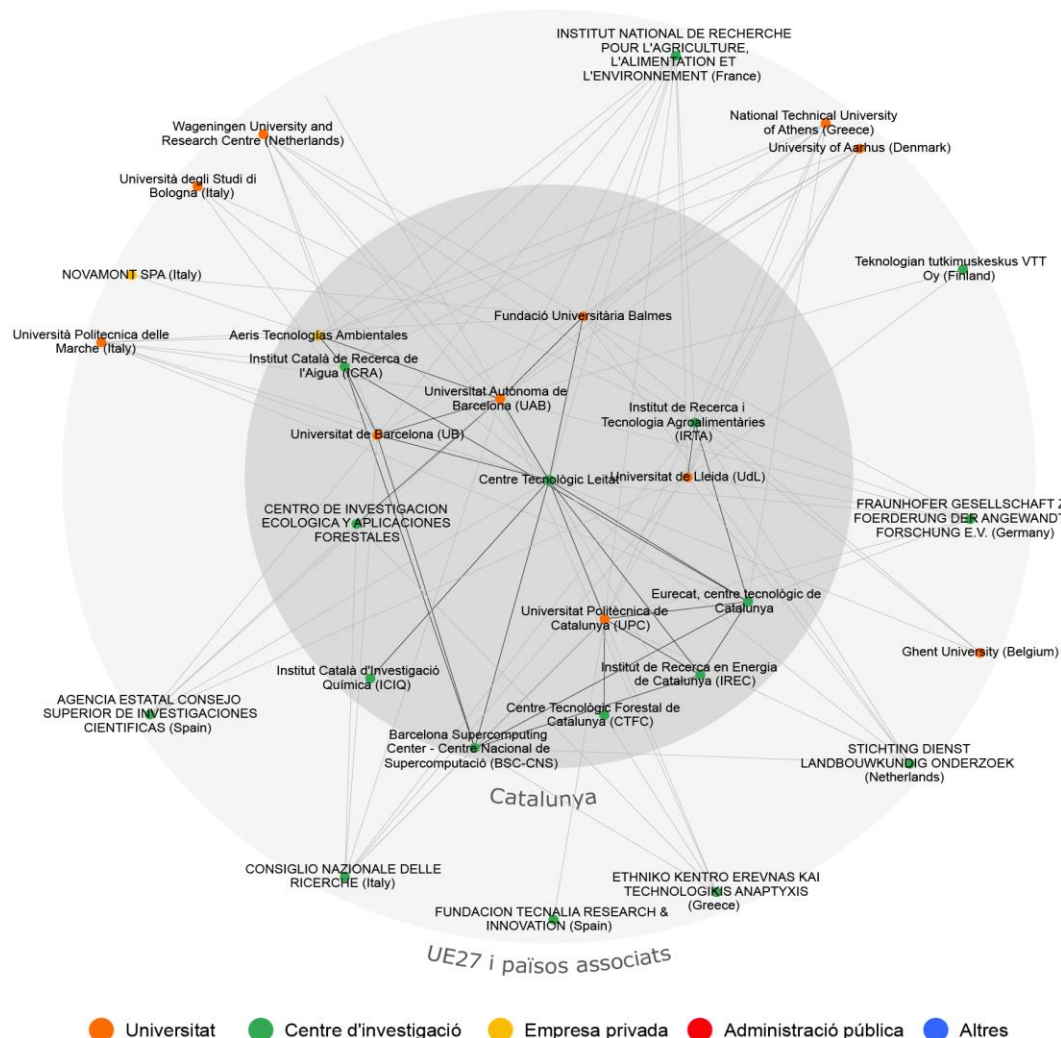 INSTITUT NATIONAL DE RECHERCHE
POUR L'AGRICULTURE,
L'ALIMENTATION ET
L'ENVIRONNEMENT (France)
National Technical University
of Athens (Greece)
University of Aarhus (Denmark)
Wageningen University and
Research Centre (Netherlands)
Università degli Studi di
Bologna (Italy)
Teknologian tutkimuskeskus VTT
Oy (Finland)
NOVAMONT SPA (Italy)
Università Politecnica delle
Marche (Italy)
Aeris Tecnologías Ambientales
Fundació Universitària Balmes
Institut Català de Recerca de
l'Aigua (ICRA)
Universitat Autònoma de
Barcelona (UAB)
Institut de Recerca i
Tecnologia Agroalimentàries
(IRTA)
Universitat de Barcelona (UB)
Centre Tecnològic Leitat
Universitat de Lleida (UdL)
CENTRO DE INVESTIGACION
ECOLOGICA Y APLICACIONES
FORESTALES
FRAUNHOFER GESELLSCHAFT Z
FOERDERUNG DER ANGEWANDT
FORSCHUNG E.V. (Germany)
Eurecat, centre tecnològic de
Catalunya
Universitat Politècnica de
Catalunya (UPC)
Ghent University (Belgium)
Institut Català d'Investigació
Química (ICIQ)
Institut de Recerca en Energia
de Catalunya (IREC)
AGENCIA ESTATAL CONSEJO
SUPERIOR DE INVESTIGACIONES
CIENTIFICAS (Spain)
Centre Tecnològic Forestal de
Catalunya (CTFC)
Barcelona Supercomputing
Center - Centre Nacional de
Supercomputació (BSC-CNS)
STICHTING DIENST
LANDBOUWKUNDIG ONDERZOEK
(Netherlands)
Catalunya
CONSIGLIO NAZIONALE DELLE
RICERCHE (Italy)
ETHNIKO KENTRO EREVNAS KAI
TECHNOLOGIKIS ANAPTYXIS
(Greece)
FUNDACION TECNALIA RESEARCH &
INNOVATION (Spain)
UE27 i països associats
Universitat
Centre d'investigació
Empresa privada
Administració pública
Altres